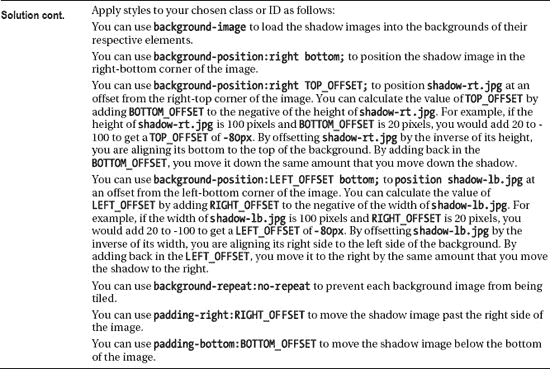 Solution cont.
Apply styles to your chosen class or ID as follows:
You can use background-image to load the shadow images into the backgrounds of their
respective elements.
You can use background-position:right bottom; to position the shadow image in the
right-bottom corner of the image.
You can use background-position:right TOP_OFFSET; to position shadow-rt.jpg at an
offset from the right-top corner of the image. You can calculate the value of TOP_OFFSET by
adding BOTTOM_OFFSET to the negative of the height of shadow-rt.jpg. For example, if the
height of shadow-rt.jpg is 100 pixels and BOTTOM_OFFSET is 20 pixels, you would add 20 to -
100 to get a TOP_OFFSET of -80px. By offsetting shadow-rt.jpg by the inverse of its height,
you are aligning its bottom to the top of the background. By adding back in the
BOTTOM_OFFSET, you move it down the same amount that you move down the shadow.
You can use background-position:LEFT_OFFSET bottom; to position shadow-lb.jpg at
an offset from the left-bottom corner of the image. You can calculate the value of
LEFT_OFFSET by adding RIGHT_OFFSET to the negative of the width of shadow-lb.jpg. For
example, if the width of shadow-lb.jpg is 100 pixels and RIGHT_OFFSET is 20 pixels, you
would add 20 to -100 to get a LEFT_OFFSET of -80px. By offsetting shadow-lb.jpg by the
inverse of its width, you are aligning its right side to the left side of the background. By
adding back in the LEFT_OFFSET, you move it to the right by the same amount that you move
the shadow to the right.
You can use background-repeat:no-repeat to prevent each background image from being
tiled.
You can use padding-right:RIGHT_OFFSET to move the shadow image past the right side of
the image.
You can use padding-bottom:BOTTOM_OFFSET to move the shadow image below the bottom
of the image.